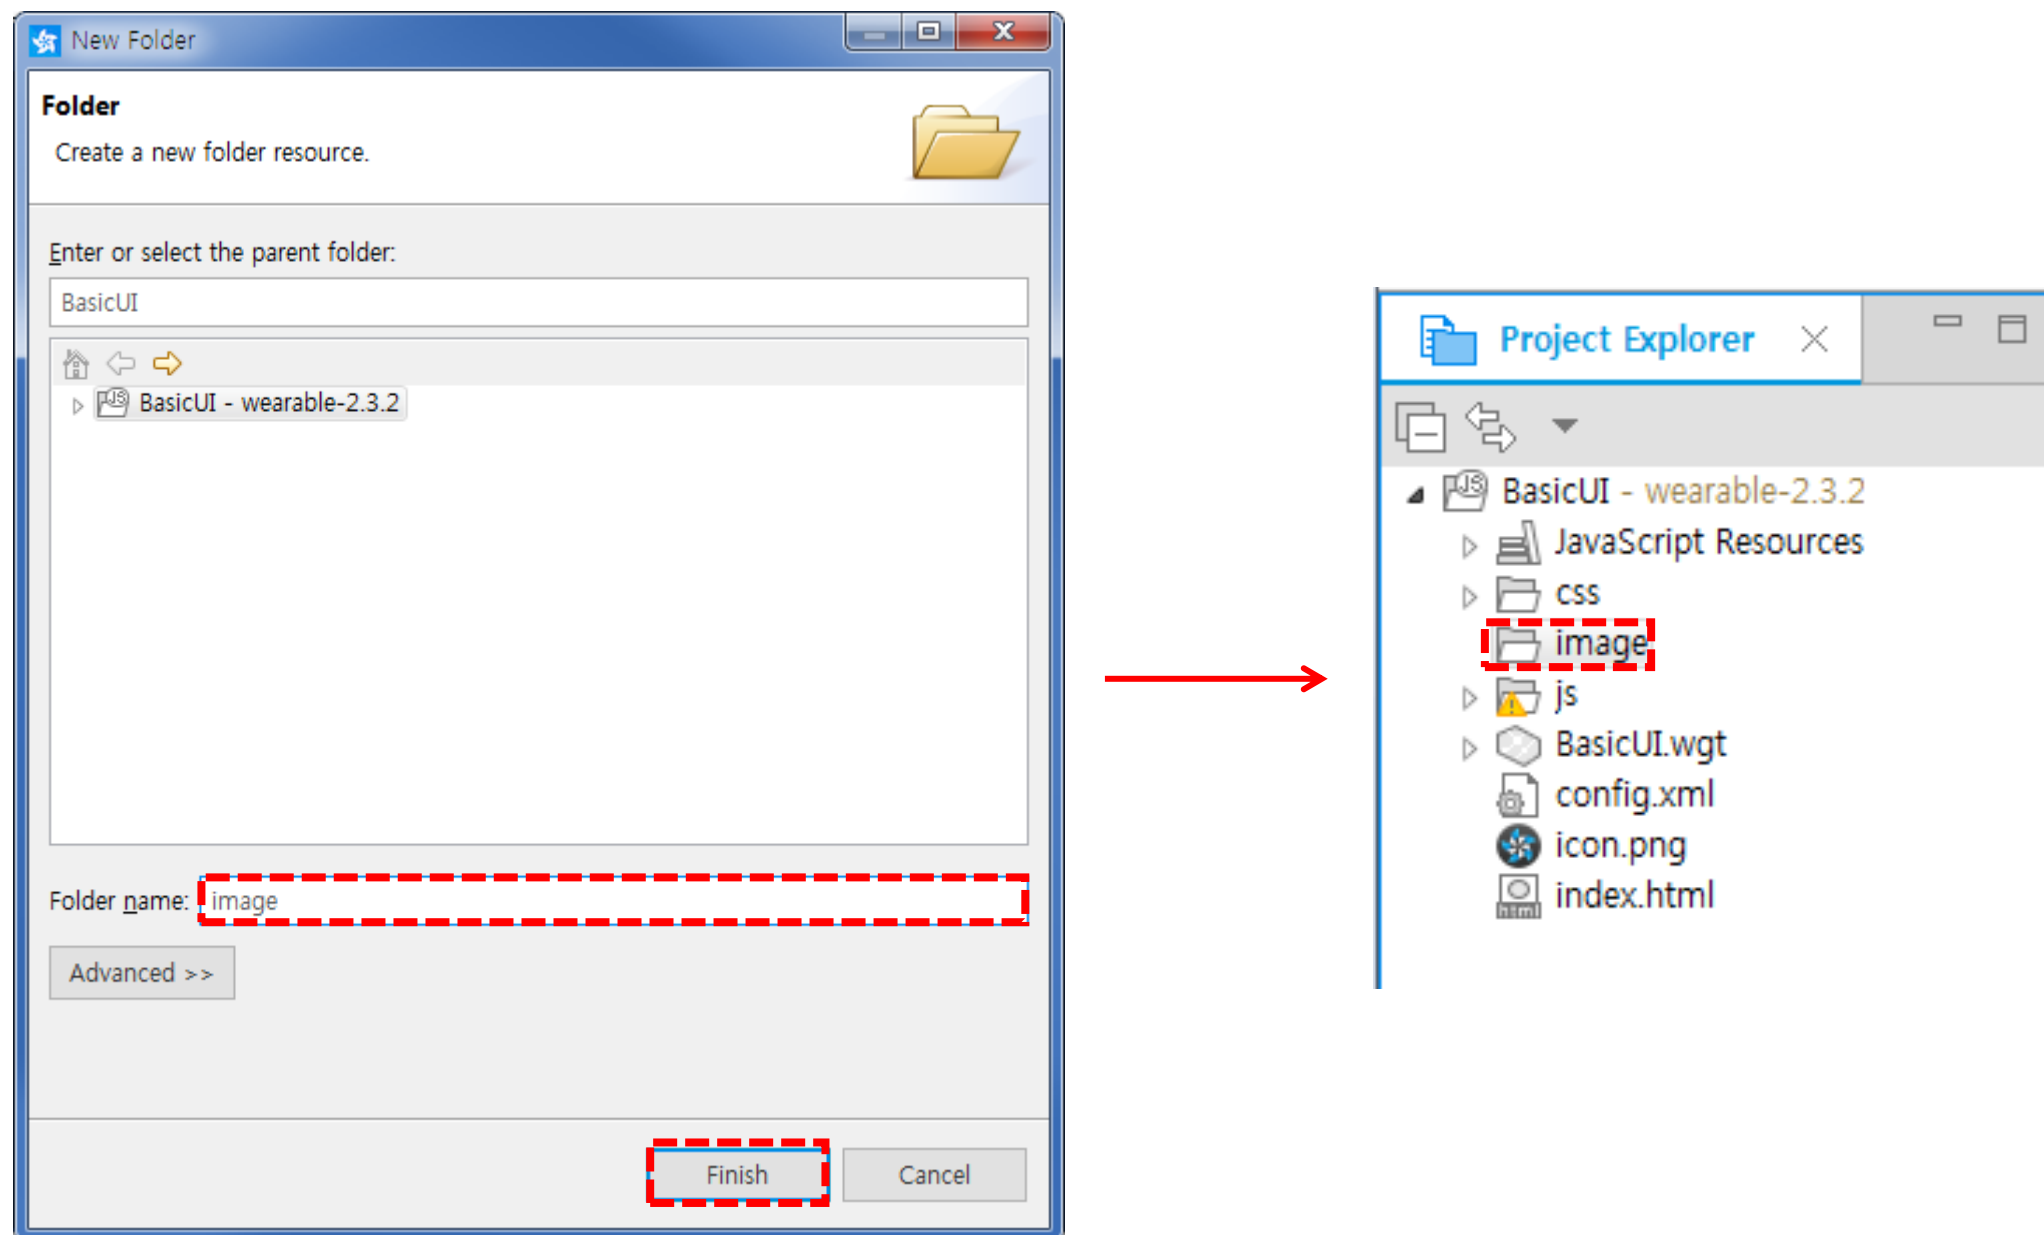 New Folder
Folder
Create a new folder resource.
Enter or select the parent folder:
BasicUI
BasicUI - wearable-2.3.2
Folder name: image
Advanced >>
Finish
Cancel
Project Explorer
BasicUI - wearable-2.3.2
JavaScript Resources
css
image
js
BasicUI.wgt
config.xml
icon.png
index.html